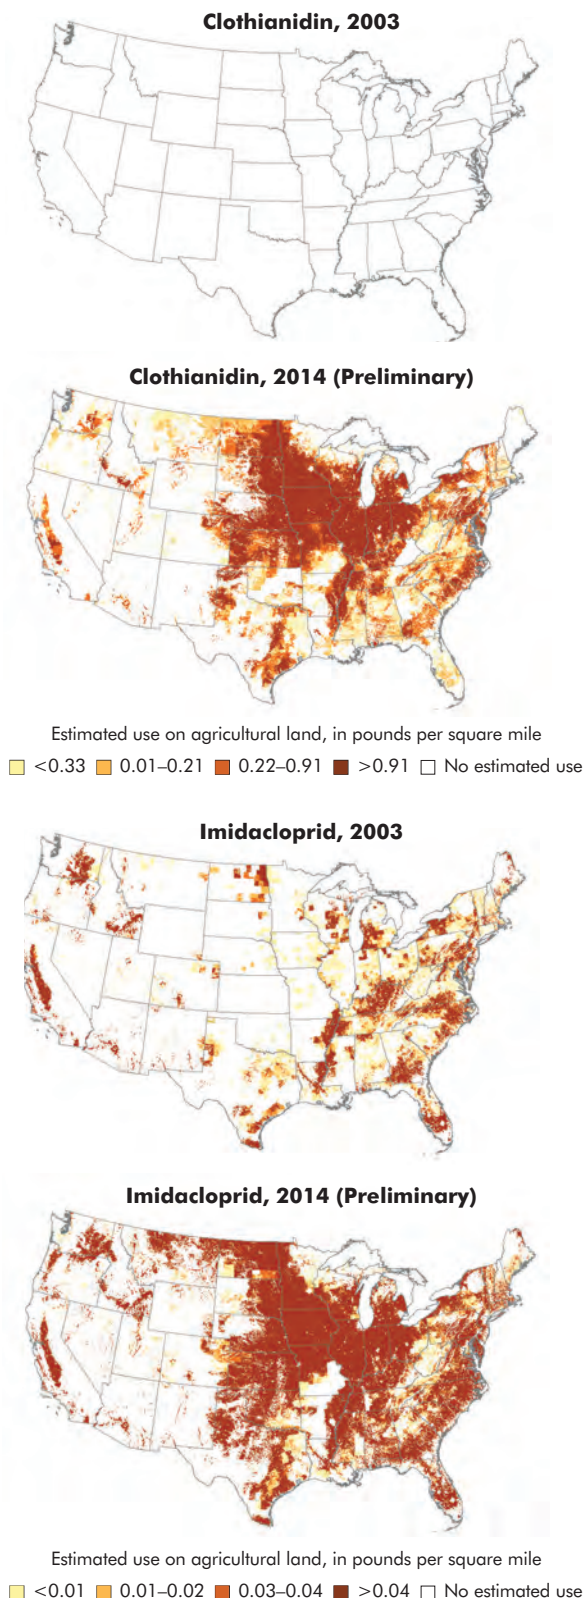 Clothianidin, 2003
Clothianidin, 2014 (Preliminary)
Estimated use on agricultural land, in pounds per square mile
<0.33 0.01–0.21 0.22–0.91 >0.91 No estimated use
Imidacloprid, 2003
Imidacloprid, 2014 (Preliminary)
Estimated use on agricultural land, in pounds per square mile
<0.01 0.01–0.02 0.03–0.04 >0.04 No estimated use